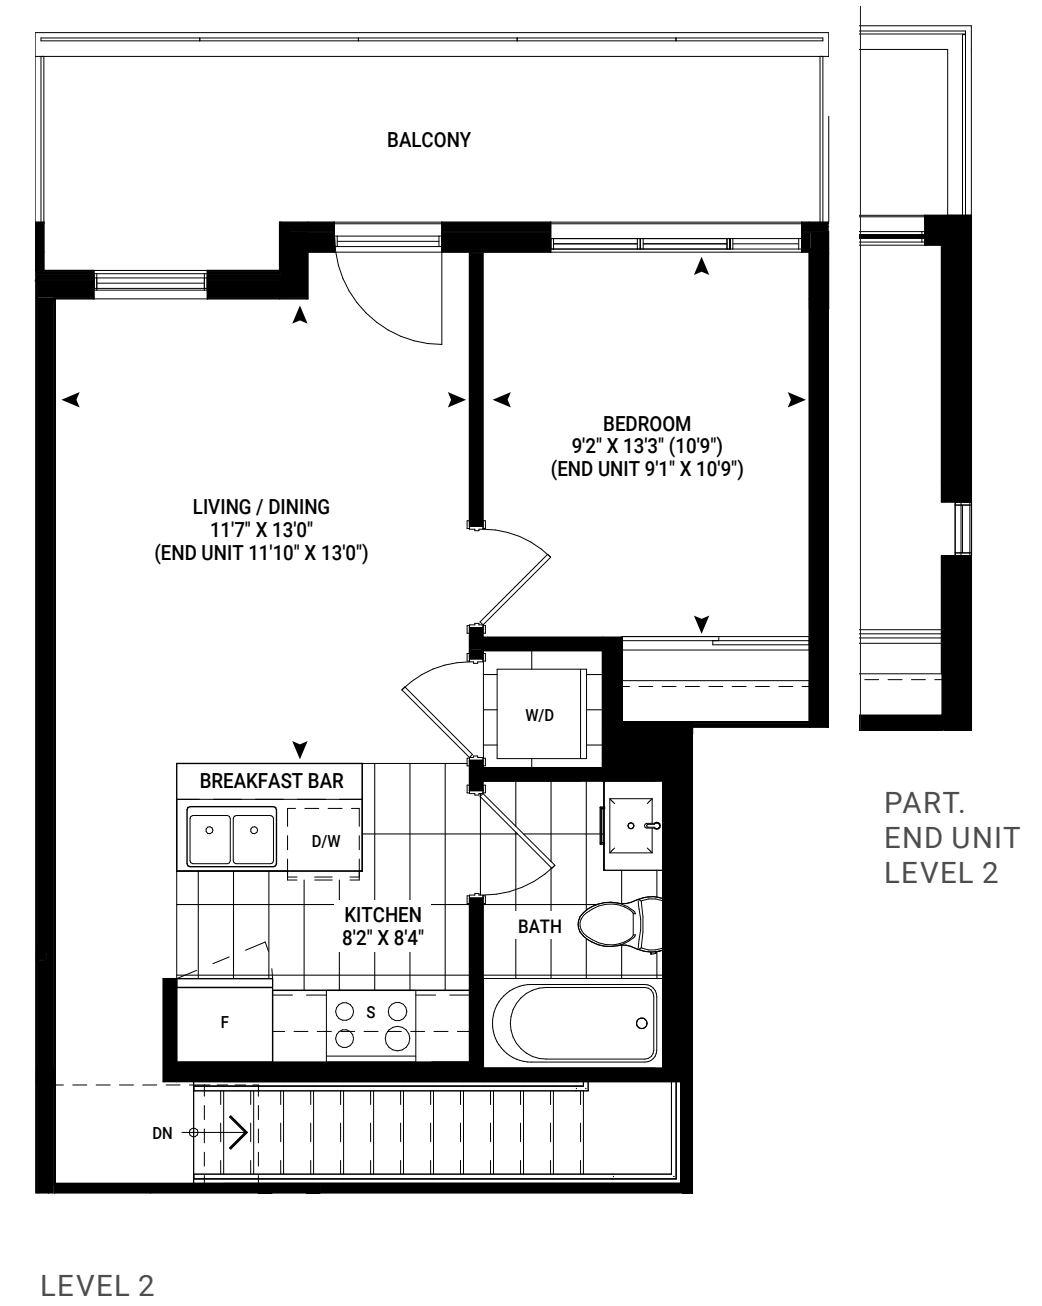 BALCONY
BEDROOM
9'2" X 13'3" (10'9")
(END UNIT 9'1" X 10'9")
LIVING / DINING
11'7" X 13'0"
(END UNIT 11'10" X 13'0")
W/D
BREAKFAST BAR
D/W
KITCHEN
8'2" X 8'4"
BATH
F
S
DN
PART.
END UNIT
LEVEL 2
LEVEL 2